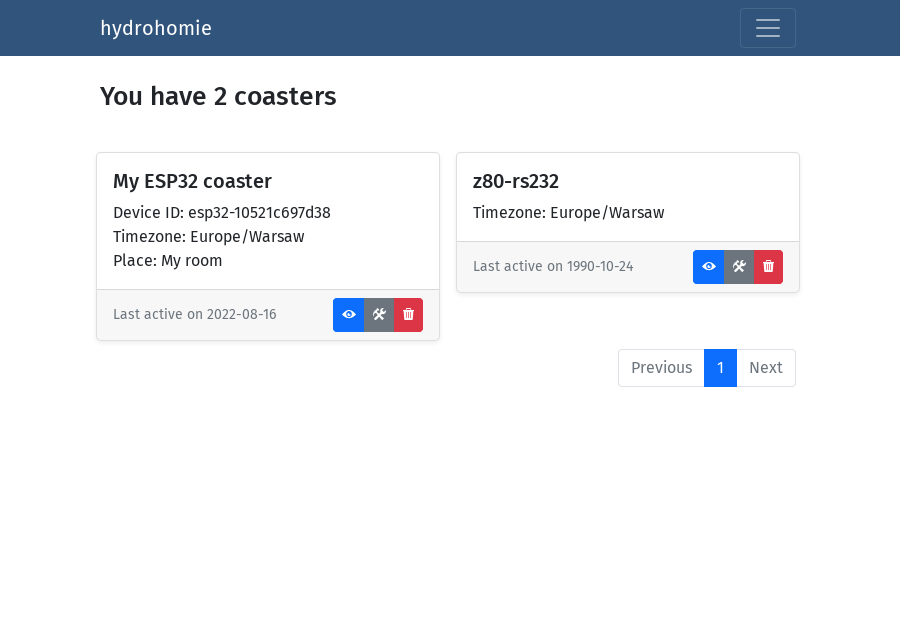 hydrohomie
You have 2 coasters
My ESP32 coaster
Device ID: esp32-10521c697d38
Timezone: Europe/Warsaw
Place: My room
Last active on 2022-08-16
z80-rs232
Timezone: Europe/Warsaw
Last active on 1990-10-24
Previous 1 Next